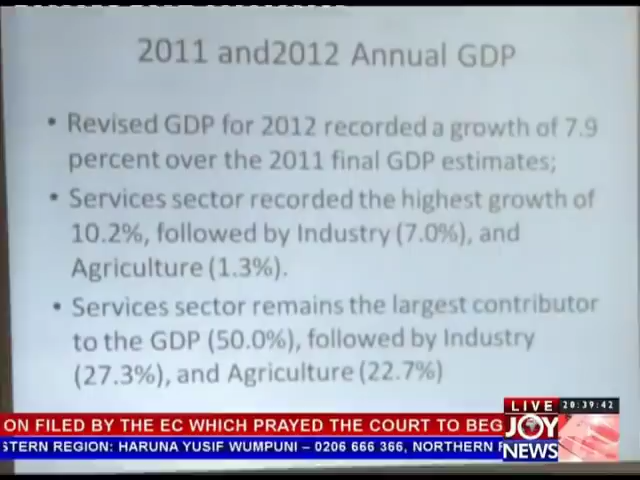 2011 and2012 Annual GDP
• Revised GDP for 2012 recorded a growth of 7.9
percent over the 2011 final GDP estimates;
• Services sector recorded the highest growth of
10.2%, followed by Industry (7.0%), and
Agriculture (1.3%).
• Services sector remains the largest contributor
to the GDP (50.0%), followed by Industry
(27.3%), and Agriculture (22.7%)
LIVE 20:39:42
ON FILED BY THE EC WHICH PRAYED THE COURT TO BEG
JOY
STERN REGION: HARUNA YUSIF WUMPUNI – 0206 666 366, NORTHERN
NEWS